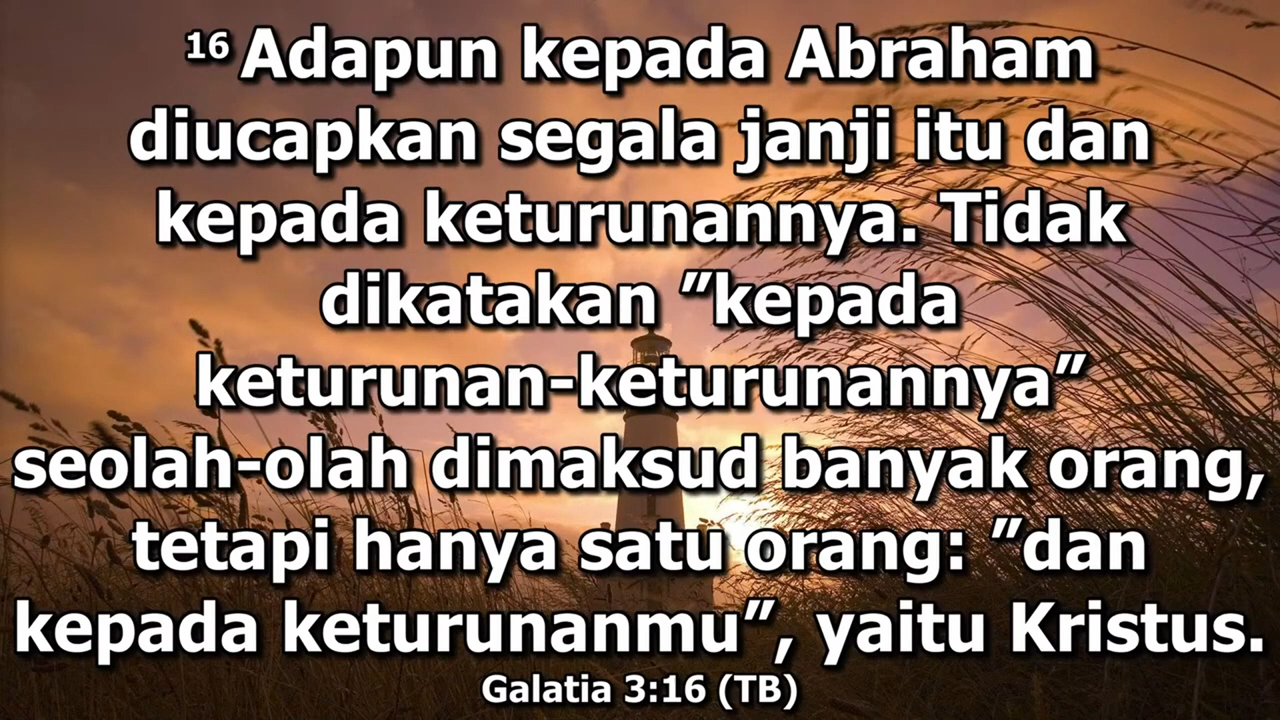 16 Adapun kepada Abraham
diucapkan segala janji itu dan
kepada keturunannya. Tidak
dikatakan ”kepada
keturunan-keturunannya”
seolah-olah dimaksud banyak orang,
tetapi hanya satu orang: ”dan
kepada keturunanmu”, yaitu Kristus.
Galatia 3:16 (TB)